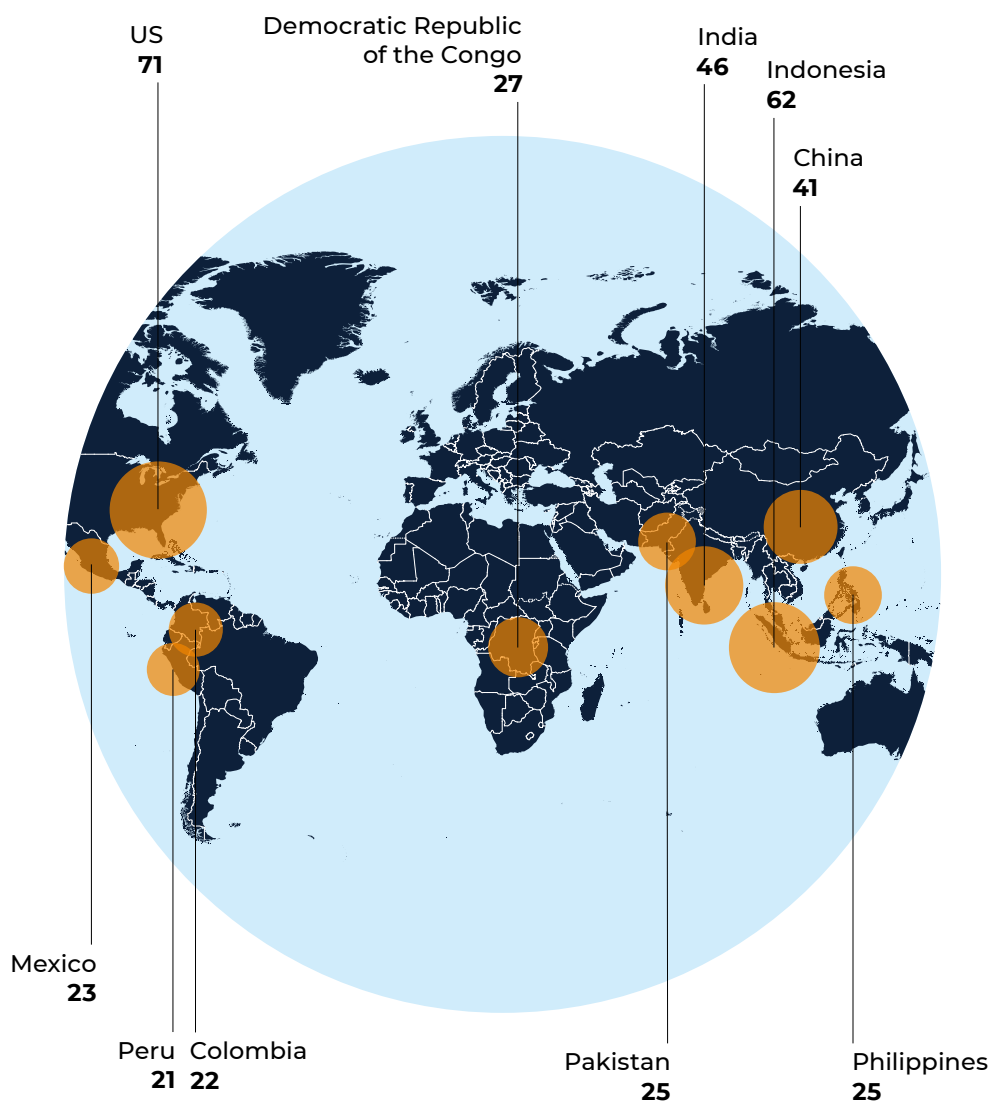 US
71
Democratic Republic
of the Congo
27
India
46
Indonesia
62
China
41
Mexico
23
Peru
21
Colombia
22
Pakistan
25
Philippines
25